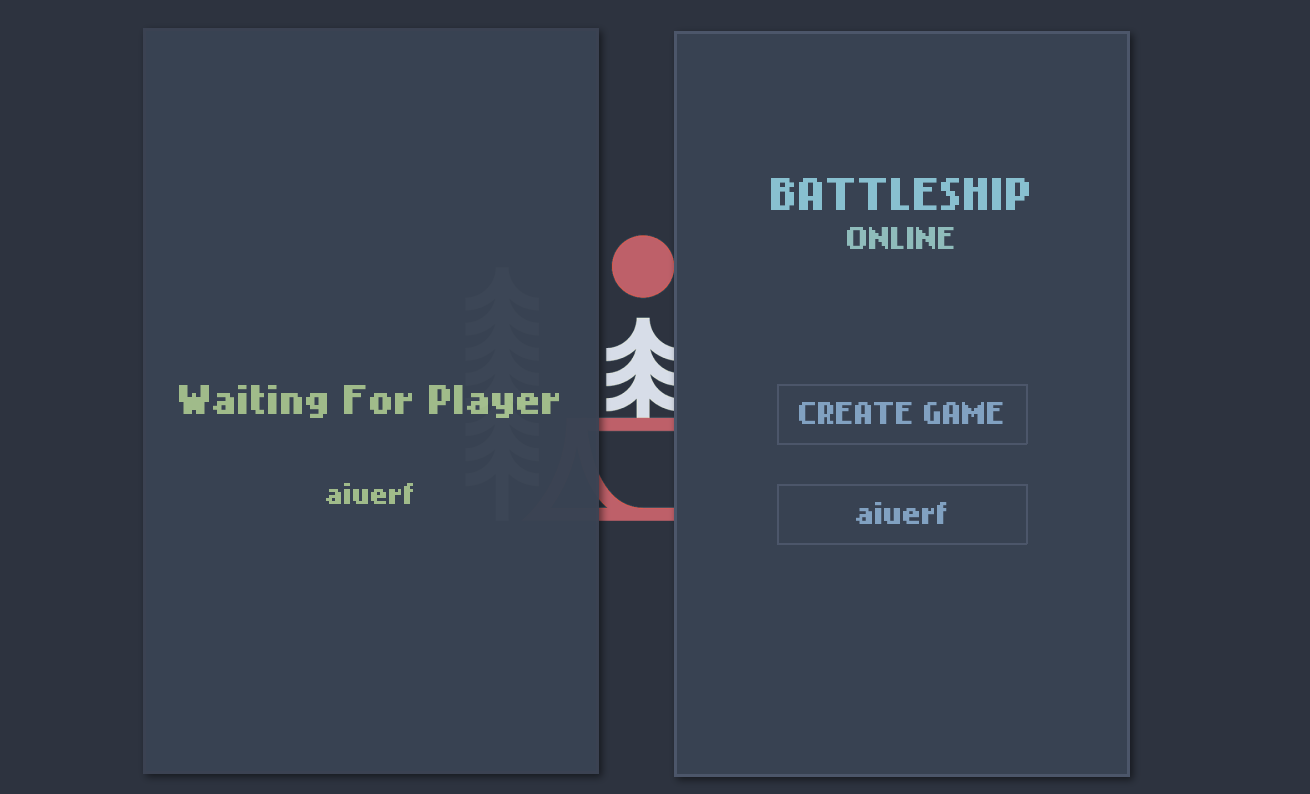 Waiting For Player
aiuerf
BATTLESHIP
ONLINE
CREATE GAME
aiuerf